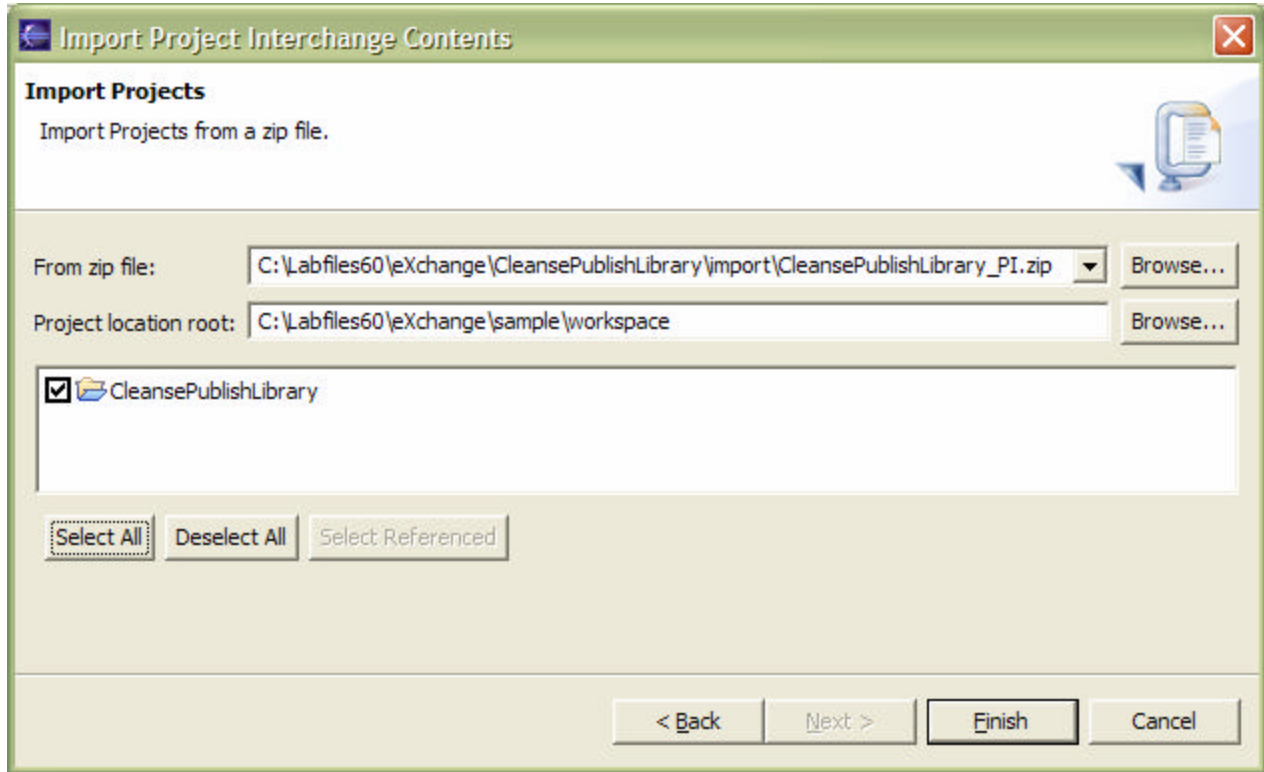 Import Project Interchange Contents
Import Projects
Import Projects from a zip file.
From zip file: C:\Labfiles60\eXchange\CleansePublishLibrary\import\CleansePublishLibrary_PI.zip Browse...
Project location root: C:\Labfiles60\eXchange\sample\workspace Browse...
CleansePublishLibrary
Select All Deselect All Select Referenced
< Back Next > Finish Cancel